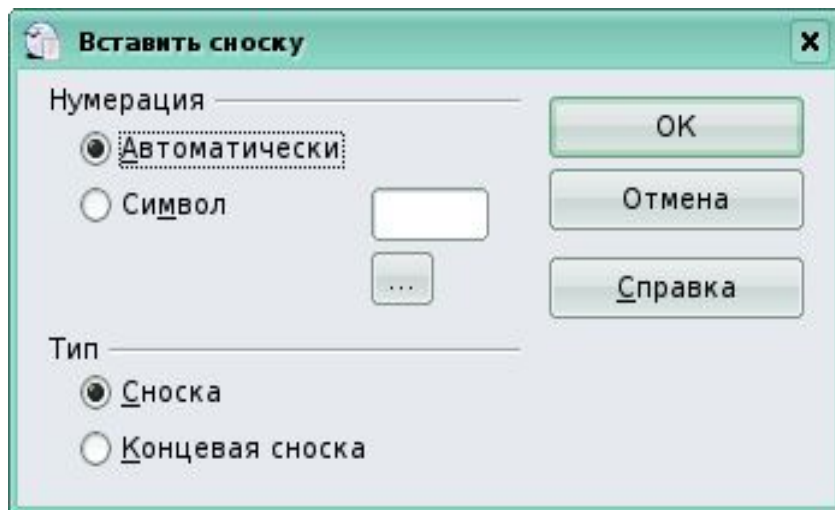 Вставить сноску
Нумерация
Автоматически
Символ
...
OK
Отмена
Справка
Тип
Сноска
Концевая сноска